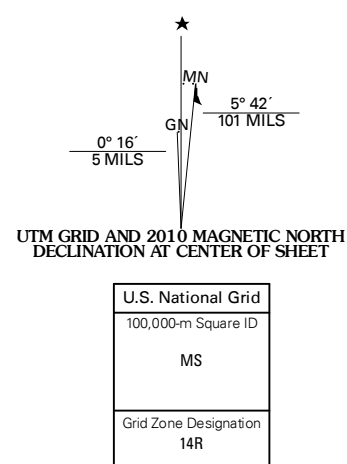 MN
GN
5° 42´
101 MILS
0° 16´
5 MILS
UTM GRID AND 2010 MAGNETIC NORTH
DECLINATION AT CENTER OF SHEET
U.S. National Grid
100,000-m Square ID
MS
Grid Zone Designation
14R